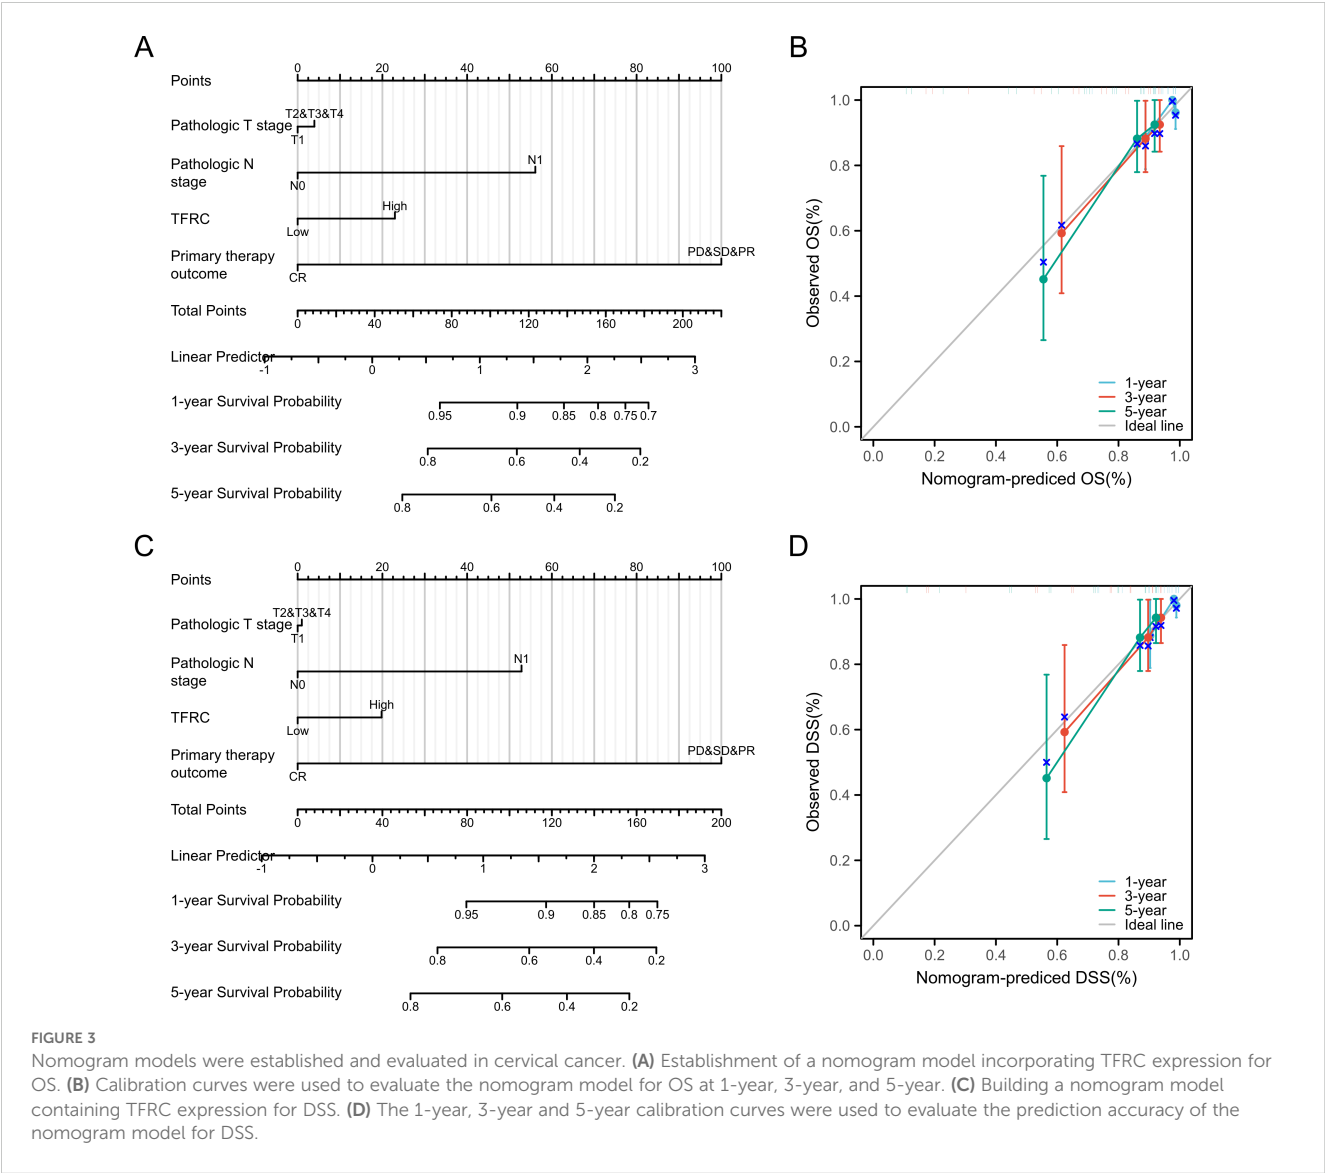 A
Points
0 20 40 60 80 100
Pathologic T stage
T2&T3&T4
T1
Pathologic N
stage
N1
N0
TFRC
High
Low
Primary therapy
outcome
PD&SD&PR
CR
Total Points
0 40 80 120 160 200
Linear Predictor
-1 0 1 2 3
1-year Survival Probability
0.95 0.9 0.85 0.8 0.75 0.7
3-year Survival Probability
0.8 0.6 0.4 0.2
5-year Survival Probability
0.8 0.6 0.4 0.2
B
Observed OS(%)
1.0
0.8
0.6
0.4
0.2
0.0
1-year
3-year
5-year
Ideal line
0.0 0.2 0.4 0.6 0.8 1.0
Nomogram-prediced OS(%)
C
Points
0 20 40 60 80 100
Pathologic T stage
T2&T3&T4
T1
Pathologic N
stage
N1
N0
TFRC
High
Low
Primary therapy
outcome
PD&SD&PR
CR
Total Points
0 40 80 120 160 200
Linear Predictor
-1 0 1 2 3
1-year Survival Probability
0.95 0.9 0.85 0.8 0.75
3-year Survival Probability
0.8 0.6 0.4 0.2
5-year Survival Probability
0.8 0.6 0.4 0.2
D
Observed DSS(%)
1.0
0.8
0.6
0.4
0.2
0.0
1-year
3-year
5-year
Ideal line
0.0 0.2 0.4 0.6 0.8 1.0
Nomogram-prediced DSS(%)
FIGURE 3
Nomogram models were established and evaluated in cervical cancer. (A) Establishment of a nomogram model incorporating TFRC expression for
OS. (B) Calibration curves were used to evaluate the nomogram model for OS at 1-year, 3-year, and 5-year. (C) Building a nomogram model
containing TFRC expression for DSS. (D) The 1-year, 3-year and 5-year calibration curves were used to evaluate the prediction accuracy of the
nomogram model for DSS.